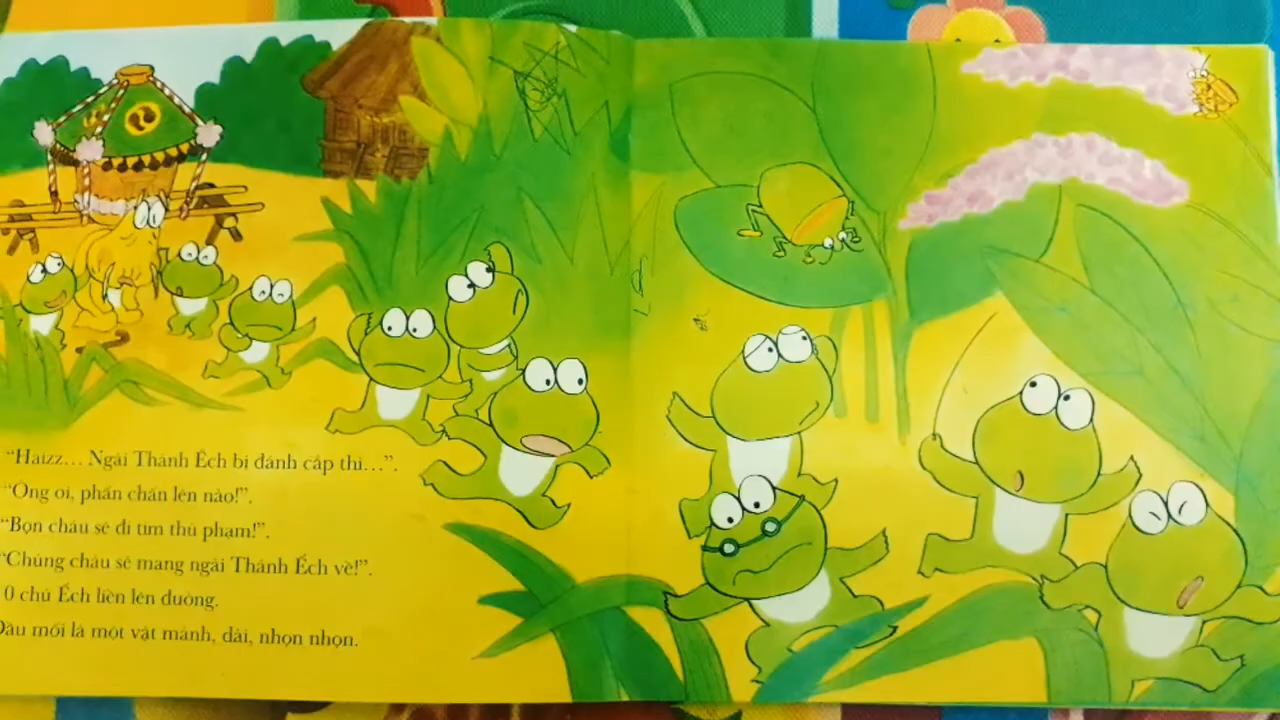 “Haizz... Ngài Thánh Ếch bị đánh cắp thì...”.
“Ông ơi, phấn chấn lên nào!”.
“Bọn cháu sẽ đi tìm thủ phạm!”.
“Chúng cháu sẽ mang ngài Thánh Ếch về!”.
0 chú Ếch liền lên đường.
Đầu mối là một vật mảnh, dài, nhọn nhọn.